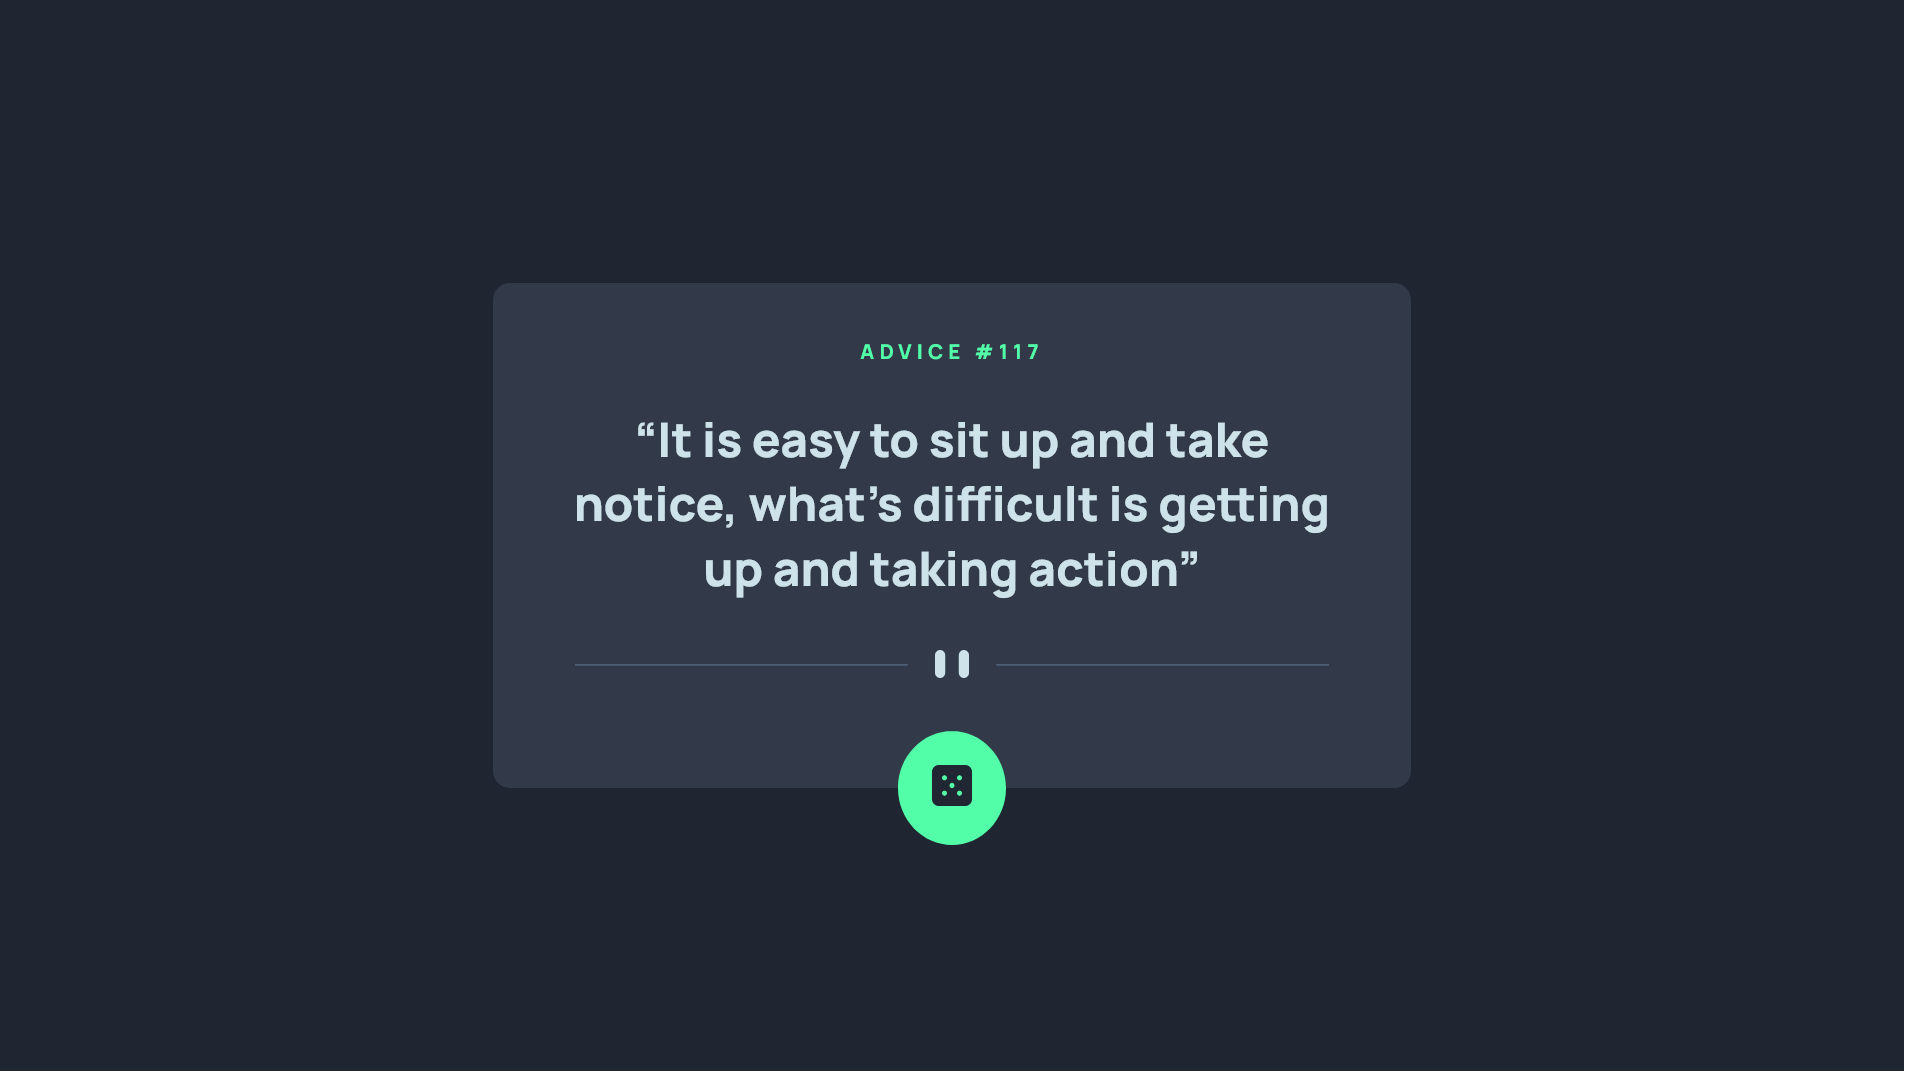 ADVICE #117
“It is easy to sit up and take
notice, what’s difficult is getting
up and taking action”